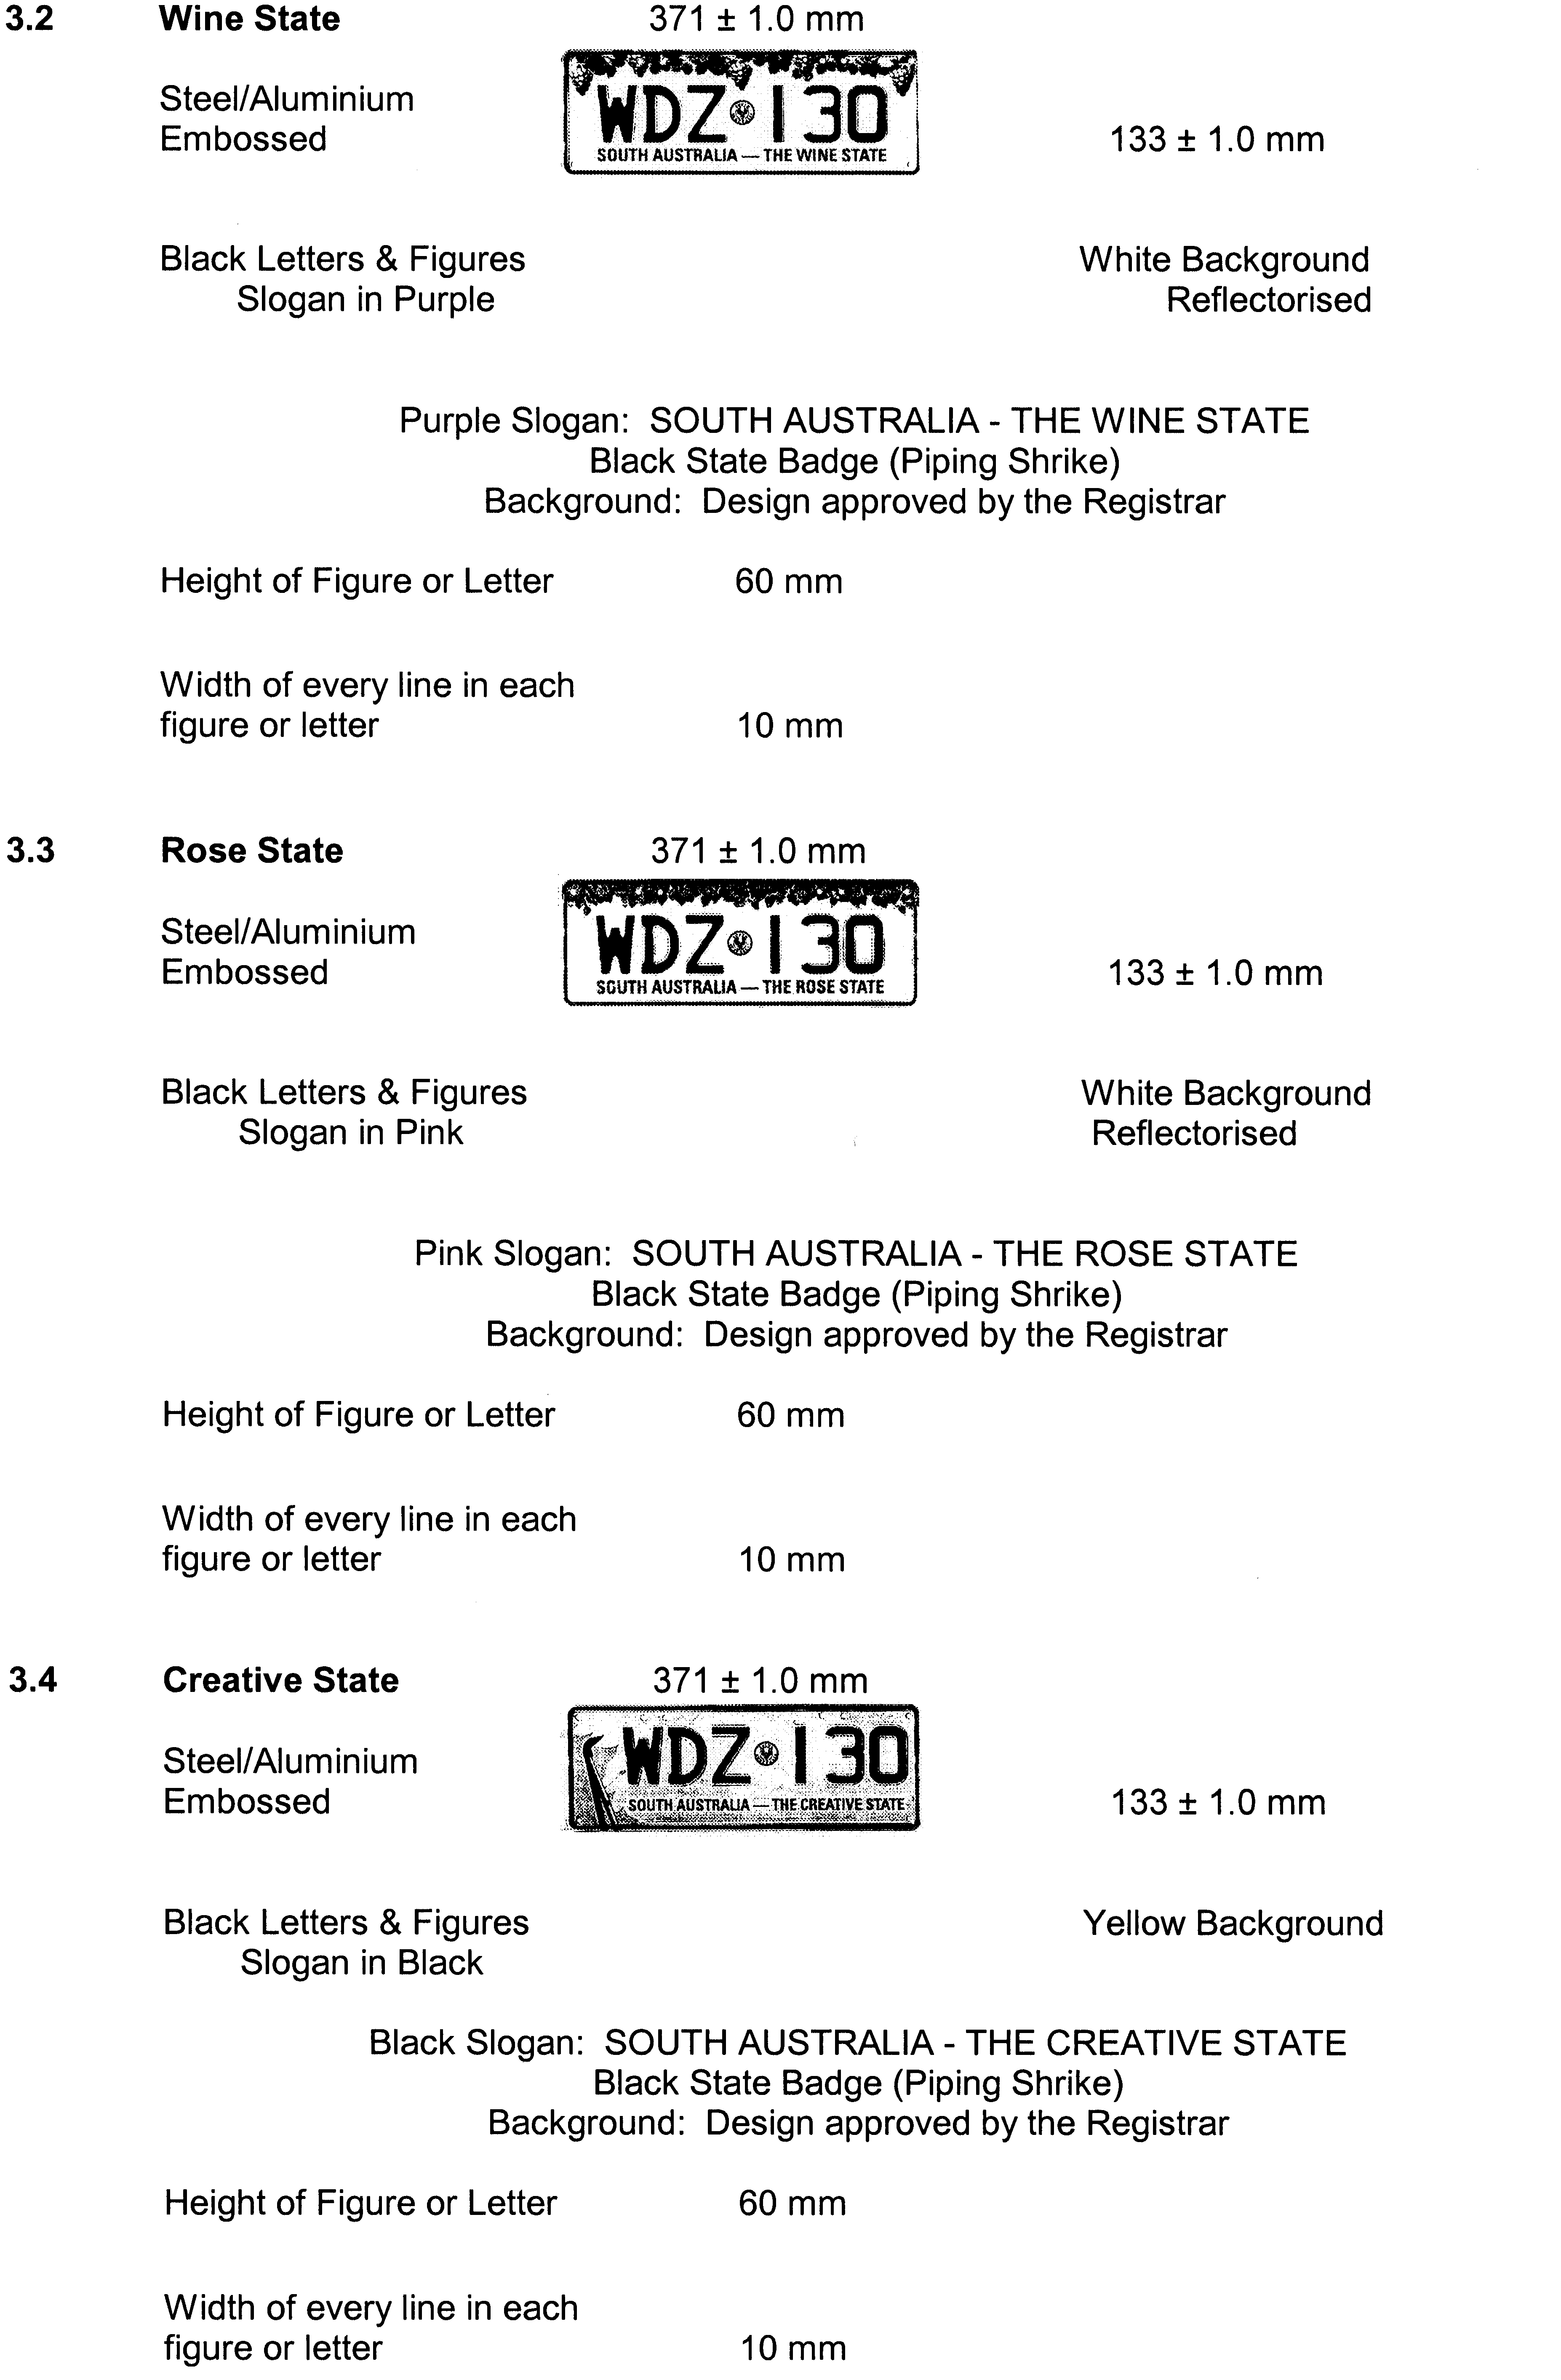 3.2 Wine State 371 ± 1.0 mm
WDZ 130
SOUTH AUSTRALIA — THE WINE STATE
Steel/Aluminium
Embossed 133 ± 1.0 mm
Black Letters & Figures White Background
Slogan in Purple Reflectorised
Purple Slogan: SOUTH AUSTRALIA - THE WINE STATE
Black State Badge (Piping Shrike)
Background: Design approved by the Registrar
Height of Figure or Letter 60 mm
Width of every line in each
figure or letter 10 mm
3.3 Rose State 371 ± 1.0 mm
WDZ 130
SOUTH AUSTRALIA — THE ROSE STATE
Steel/Aluminium
Embossed 133 ± 1.0 mm
Black Letters & Figures White Background
Slogan in Pink Reflectorised
Pink Slogan: SOUTH AUSTRALIA - THE ROSE STATE
Black State Badge (Piping Shrike)
Background: Design approved by the Registrar
Height of Figure or Letter 60 mm
Width of every line in each
figure or letter 10 mm
3.4 Creative State 371 ± 1.0 mm
WDZ 130
SOUTH AUSTRALIA — THE CREATIVE STATE
Steel/Aluminium
Embossed 133 ± 1.0 mm
Black Letters & Figures Yellow Background
Slogan in Black
Black Slogan: SOUTH AUSTRALIA - THE CREATIVE STATE
Black State Badge (Piping Shrike)
Background: Design approved by the Registrar
Height of Figure or Letter 60 mm
Width of every line in each
figure or letter 10 mm